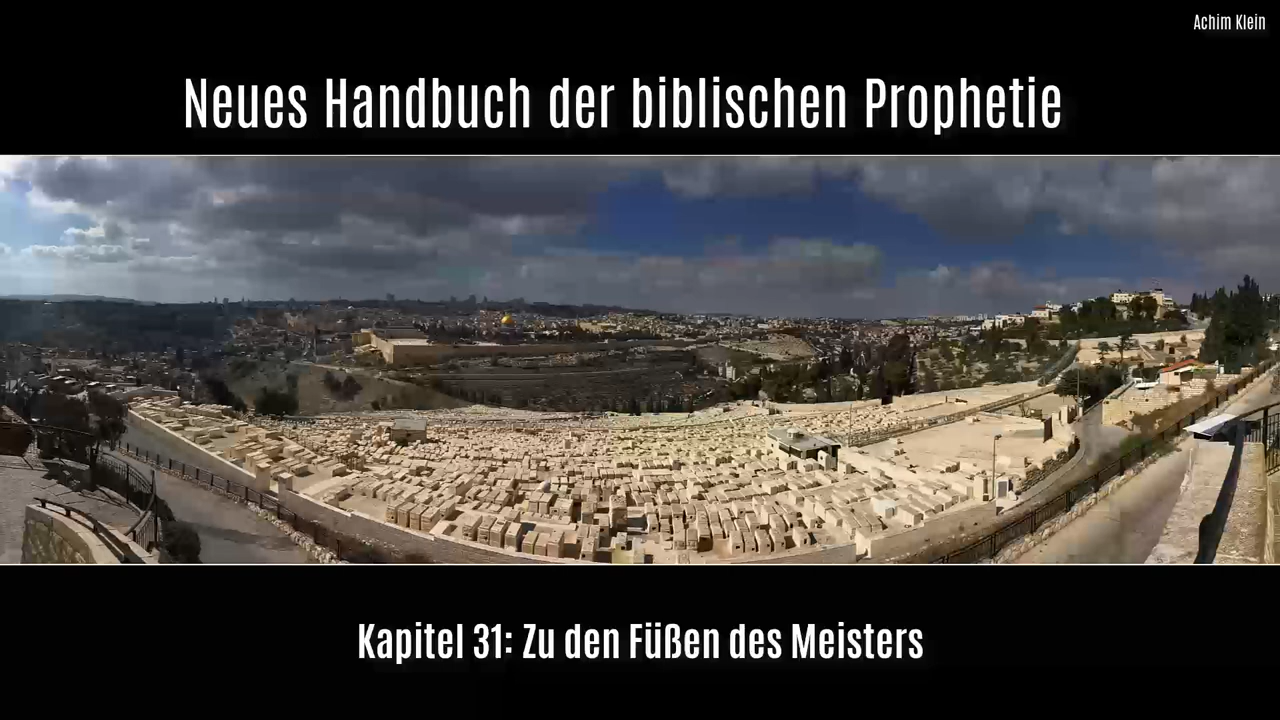 Achim Klein
Neues Handbuch der biblischen Prophetie
Kapitel 31: Zu den Füßen des Meisters